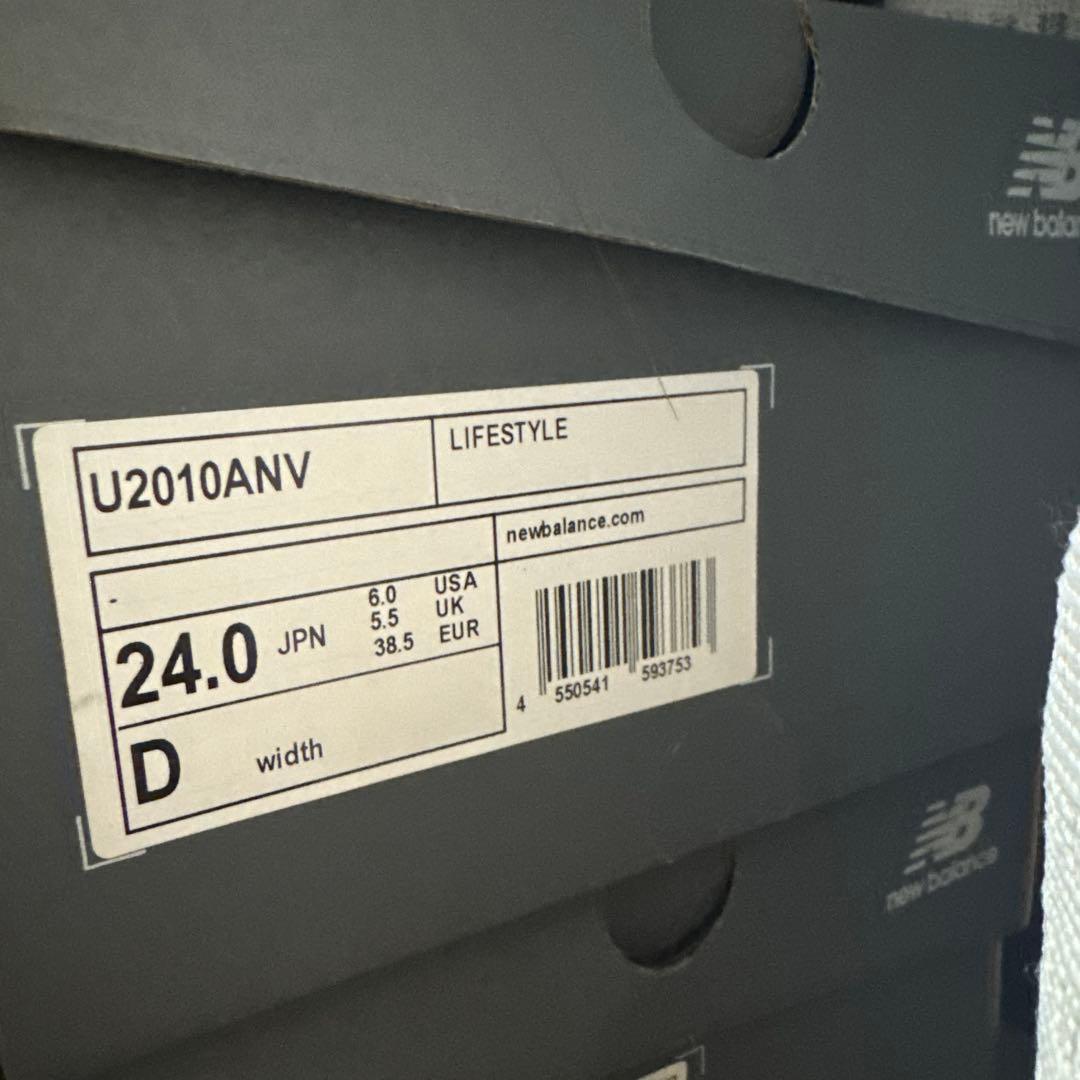 new bala
U2010ANV
LIFESTYLE
newbalance.com
-
24.0 JPN
6.0 USA
5.5 UK
38.5 EUR
4 550541 593753
D width
new balance